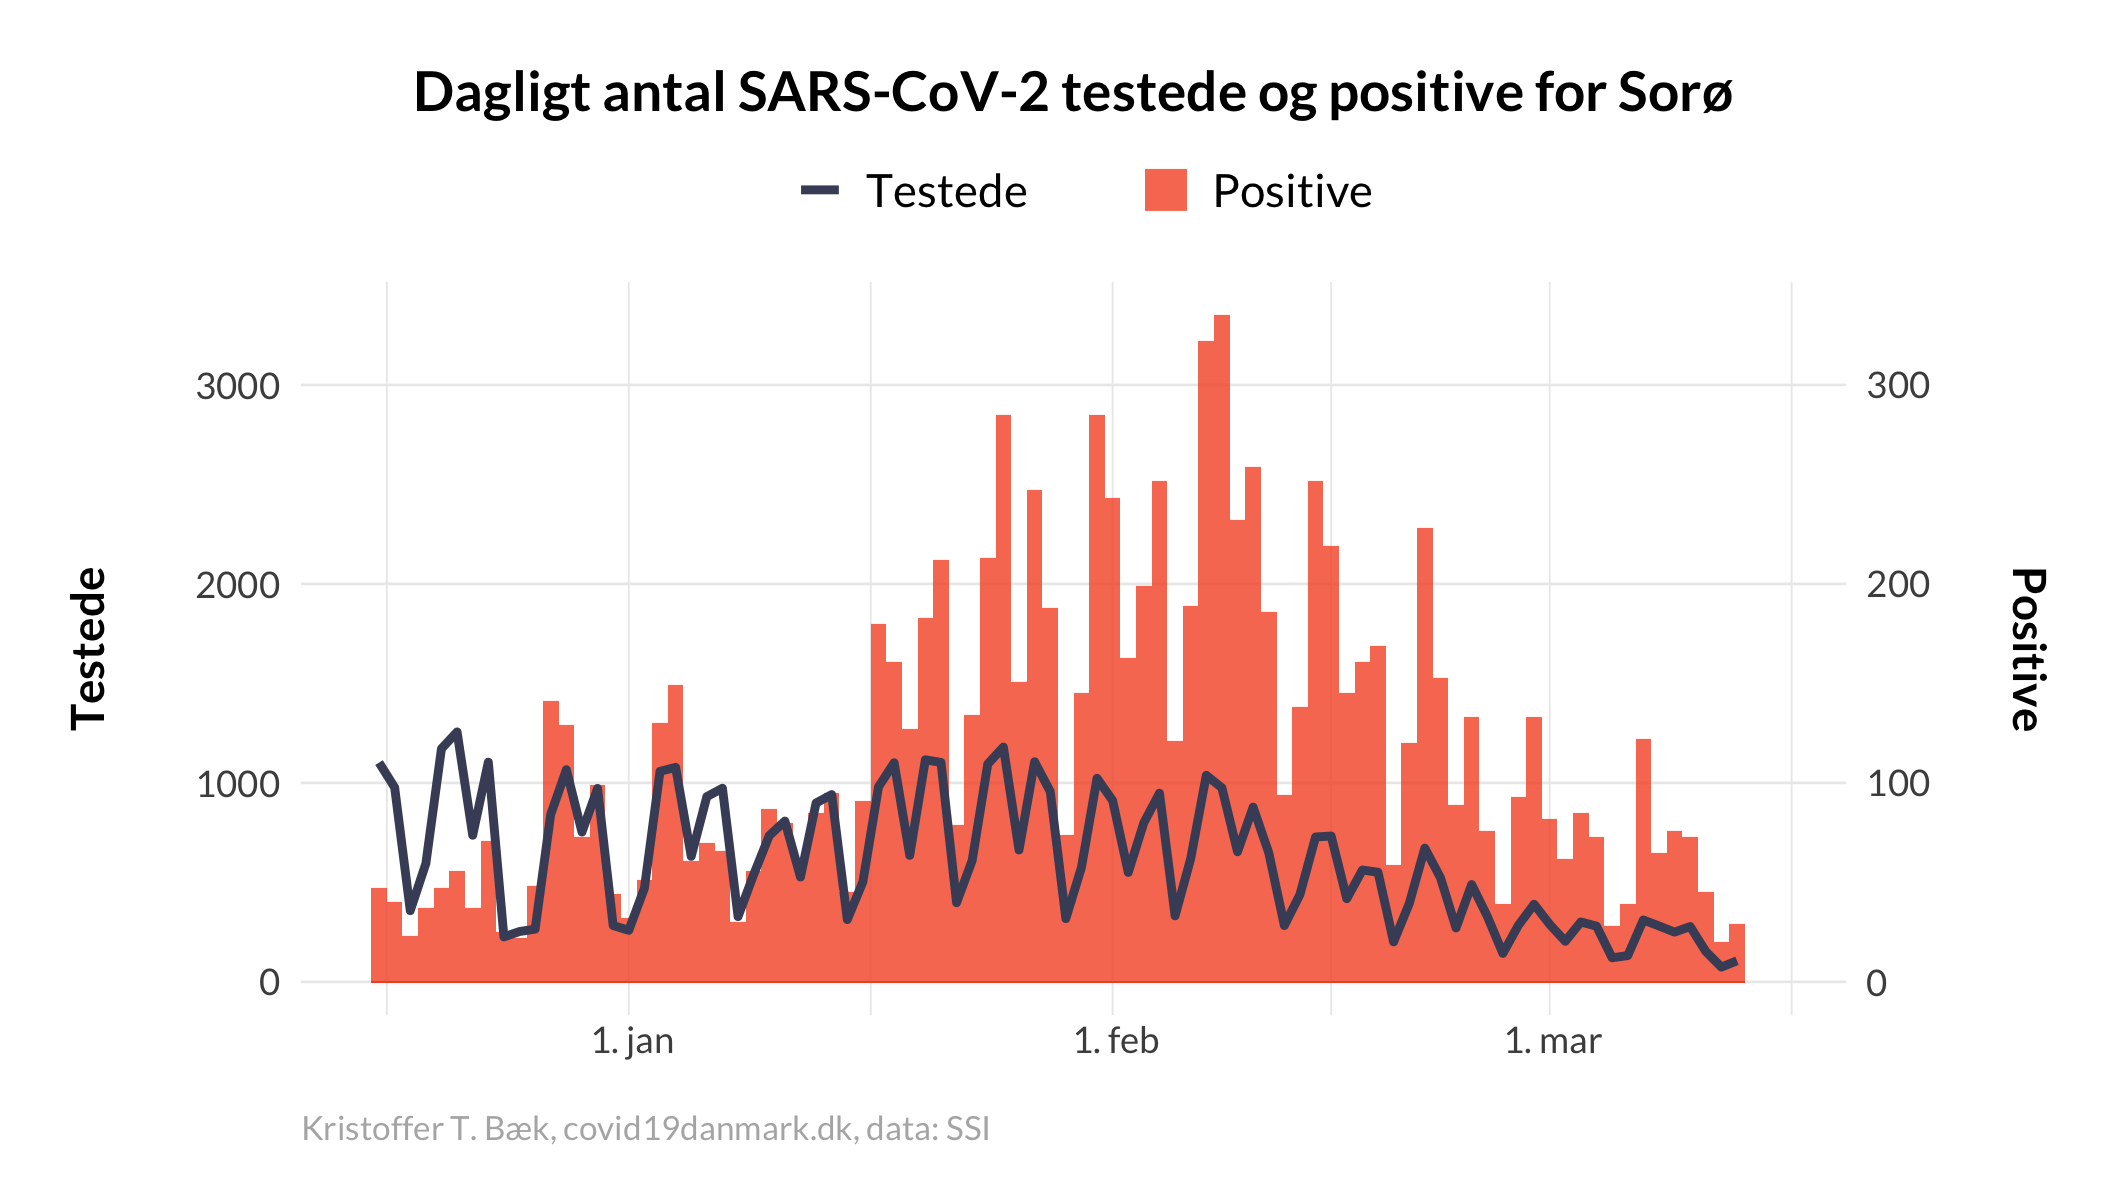 Dagligt antal SARS-CoV-2 testede og positive for Sorø
Testede Positive
3000 300
2000 200
1000 100
0 0
Testede
Positive
1. jan 1. feb 1. mar
Kristoffer T. Bæk, covid19danmark.dk, data: SSI